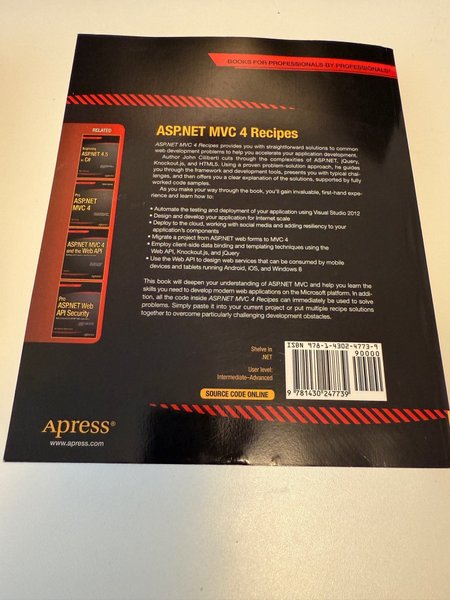 BOOKS FOR PROFESSIONALS BY PROFESSIONALS®
RELATED
Beginning
ASP.NET 4.5
in C#
Pro
ASP.NET
MVC 4
ASP.NET MVC 4
and the Web API
Pro
ASP.NET Web
API Security
ASP.NET MVC 4 Recipes
ASP.NET MVC 4 Recipes provides you with straightforward solutions to common
web development problems to help you accelerate your application development.
Author John Ciliberti cuts through the complexities of ASP.NET, jQuery,
Knockout.js, and HTML5. Using a proven problem-solution approach, he guides
you through the framework and development tools, presents you with typical chal-
lenges, and then offers you a clear explanation of the solutions, supported by fully
worked code samples.
As you make your way through the book, you'll gain invaluable, first-hand expe-
rience and learn how to:
• Automate the testing and deployment of your application using Visual Studio 2012
• Design and develop your application for Internet scale
• Deploy to the cloud, working with social media and adding resiliency to your
application's components
• Migrate a project from ASP.NET web forms to MVC 4
• Employ client-side data binding and templating techniques using the
Web API, Knockout.js, and jQuery
• Use the Web API to design web services that can be consumed by mobile
devices and tablets running Android, iOS, and Windows 8
This book will deepen your understanding of ASP.NET MVC and help you learn the
skills you need to develop modern web applications on the Microsoft platform. In addi-
tion, all the code inside ASP.NET MVC 4 Recipes can immediately be used to solve
problems. Simply paste it into your current project or put multiple recipe solutions
together to overcome particularly challenging development obstacles.
Shelve in
.NET
User level:
Intermediate–Advanced
SOURCE CODE ONLINE
ISBN 978-1-4302-4773-9
90000
9 781430 247739
Apress®
www.apress.com